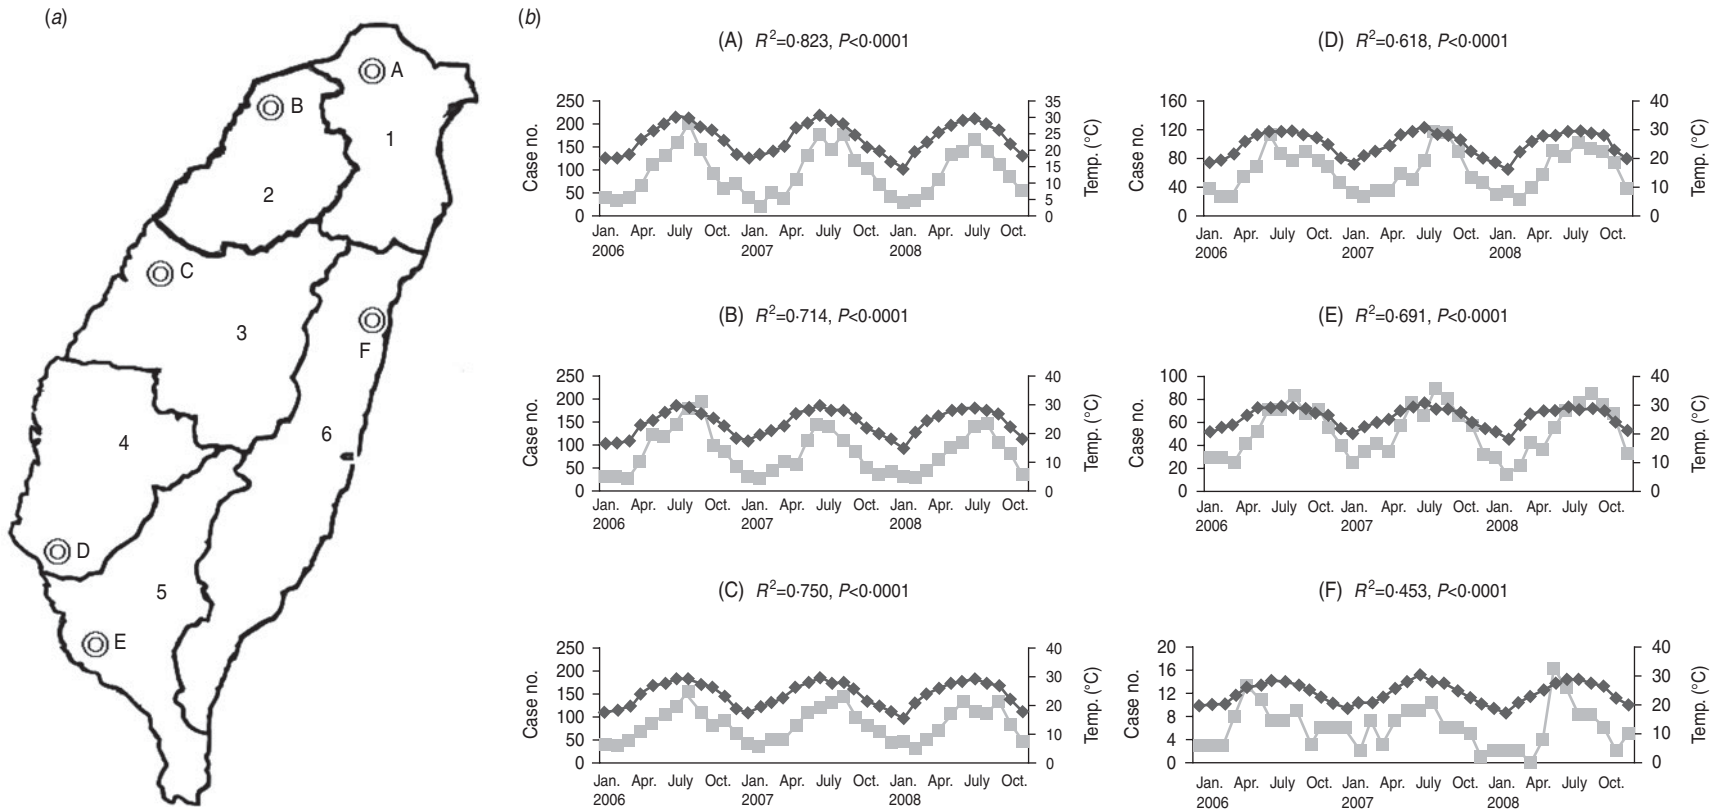 (a)
A
B
1
2
C
3
F
4
6
D
5
E
(b)
(A) R²=0·823, P<0·0001
250
200
150
100
50
0
Case no.
35
30
25
20
15
10
5
0
Temp. (°C)
Jan. Apr. July Oct. Jan. Apr. July Oct. Jan. Apr. July Oct.
2006 2007 2008
(B) R²=0·714, P<0·0001
250
200
150
100
50
0
Case no.
40
30
20
10
0
Temp. (°C)
Jan. Apr. July Oct. Jan. Apr. July Oct. Jan. Apr. July Oct.
2006 2007 2008
(C) R²=0·750, P<0·0001
250
200
150
100
50
0
Case no.
40
30
20
10
0
Temp. (°C)
Jan. Apr. July Oct. Jan. Apr. July Oct. Jan. Apr. July Oct.
2006 2007 2008
(D) R²=0·618, P<0·0001
160
120
80
40
0
Case no.
40
30
20
10
0
Temp. (°C)
Jan. Apr. July Oct. Jan. Apr. July Oct. Jan. Apr. July Oct.
2006 2007 2008
(E) R²=0·691, P<0·0001
100
80
60
40
20
0
Case no.
40
30
20
10
0
Temp. (°C)
Jan. Apr. July Oct. Jan. Apr. July Oct. Jan. Apr. July Oct.
2006 2007 2008
(F) R²=0·453, P<0·0001
20
16
12
8
4
0
Case no.
40
30
20
10
0
Temp. (°C)
Jan. Apr. July Oct. Jan. Apr. July Oct. Jan. Apr. July Oct.
2006 2007 2008